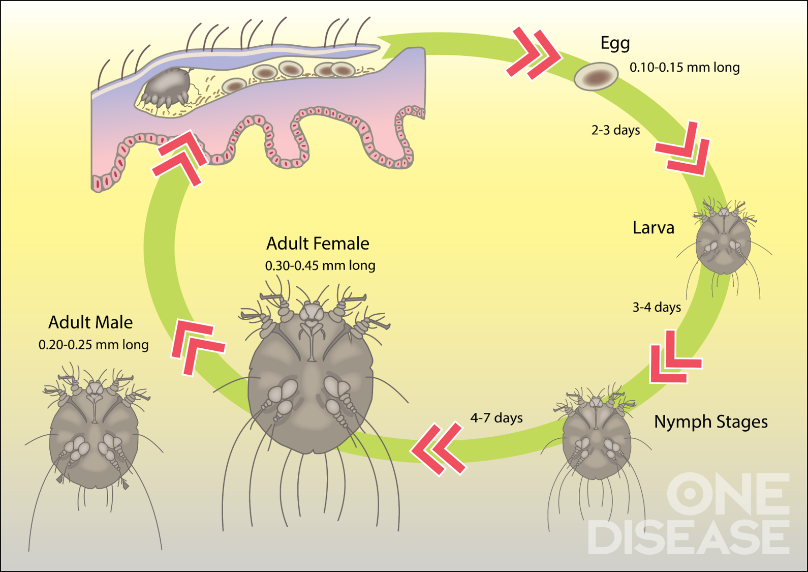 Egg
0.10-0.15 mm long
2-3 days
Larva
3-4 days
Nymph Stages
4-7 days
Adult Female
0.30-0.45 mm long
Adult Male
0.20-0.25 mm long
ONE
DISEASE